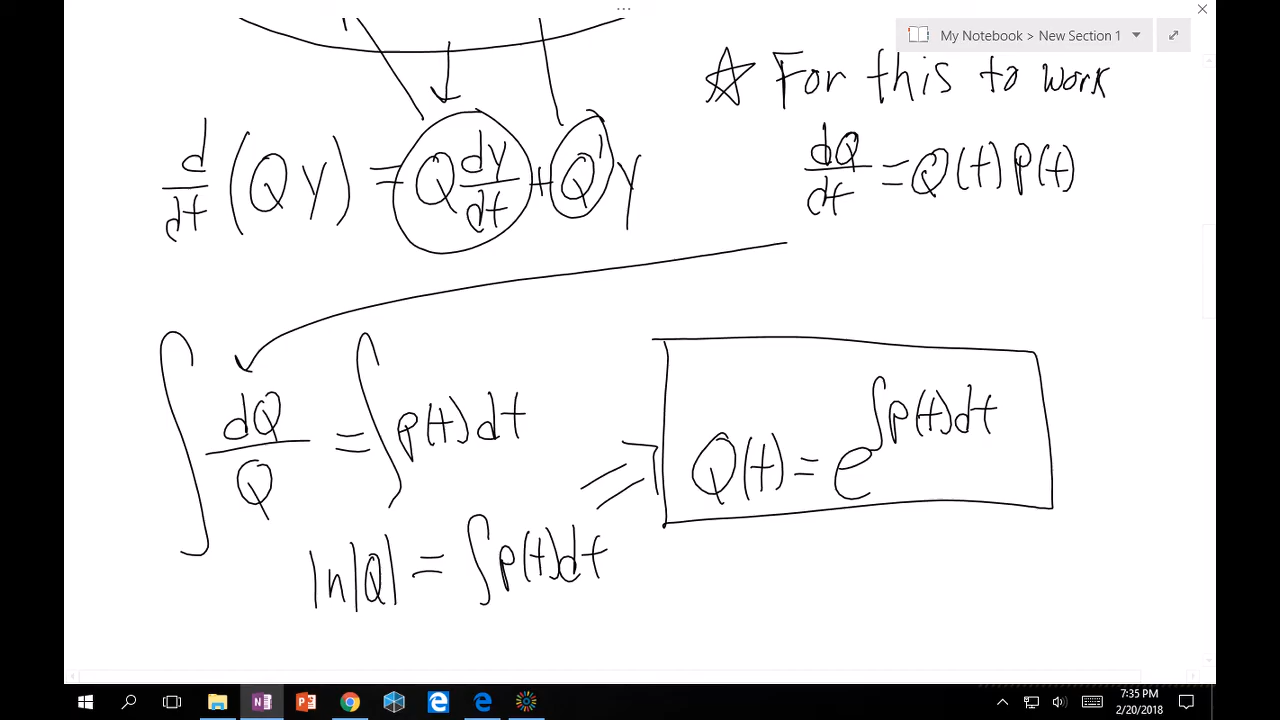 My Notebook > New Section 1
☆ For this to work
d/dt (Qy) = Q dy/dt + Q'y
dQ/dt = Q(t) P(t)
∫ dQ/Q = ∫ p(t)dt
⇒ Q(t) = e^{∫p(t)dt}
ln|Q| = ∫p(t)dt
7:35 PM
2/20/2018